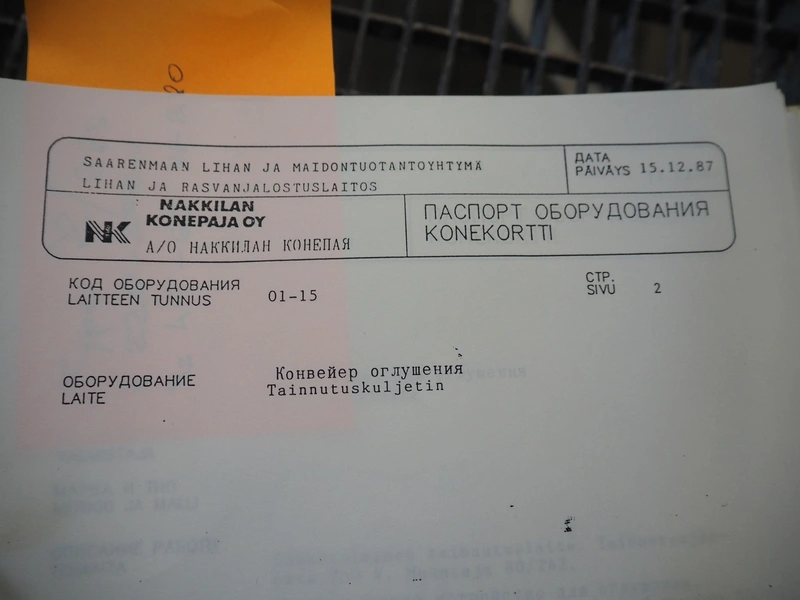 SAARENMAAN LIHAN JA MAIDONTUOTANTOYHTYMÄ
LIHAN JA RASVANJALOSTUSLAITOS
ДАТА
PÄIVÄYS 15.12.87
NK
NAKKILAN
KONEPAJA OY
А/О НАККИЛАН КОНЕПАЯ
ПАСПОРТ ОБОРУДОВАНИЯ
KONEKORTTI
КОД ОБОРУДОВАНИЯ
LAITTEEN TUNNUS 01-15
СТР.
SIVU 2
ОБОРУДОВАНИЕ Конвейер оглушения
LAITE Tainnutuskuljetin